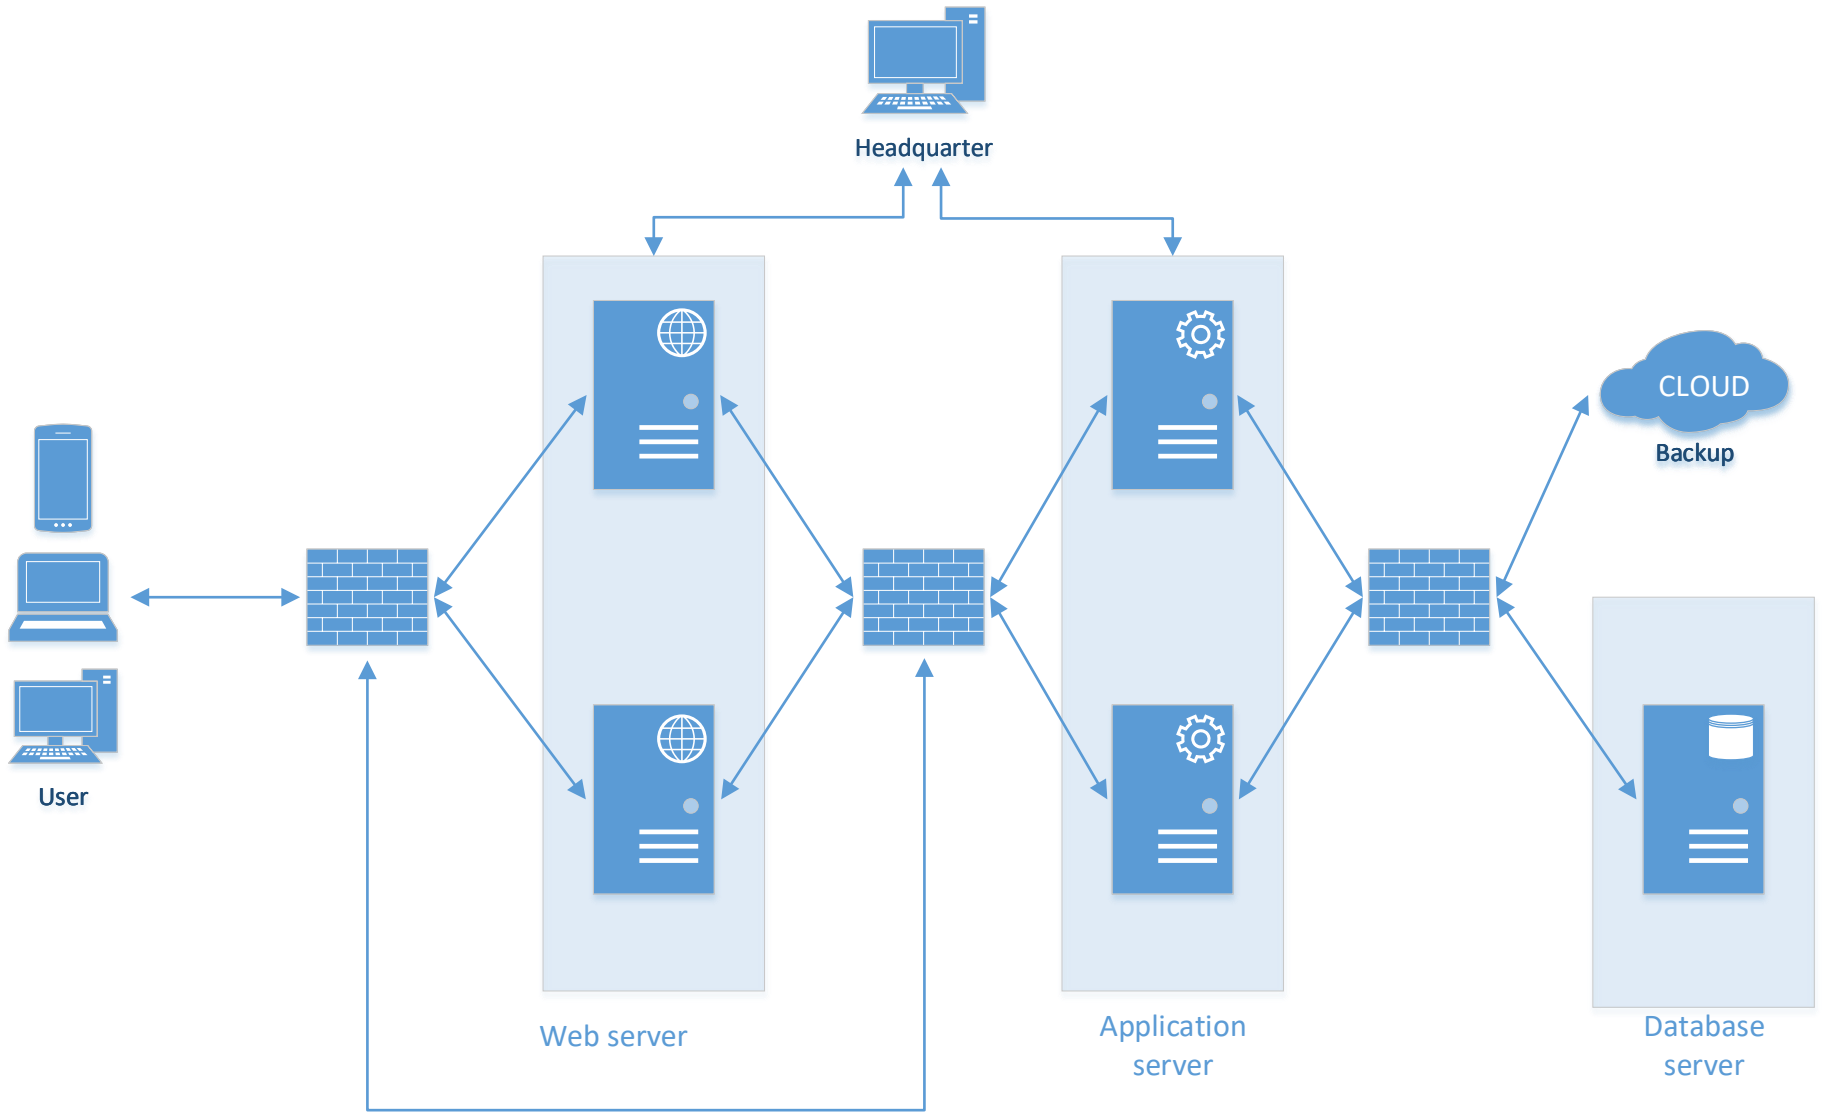 Headquarter
CLOUD
Backup
User
Web server
Application
server
Database
server